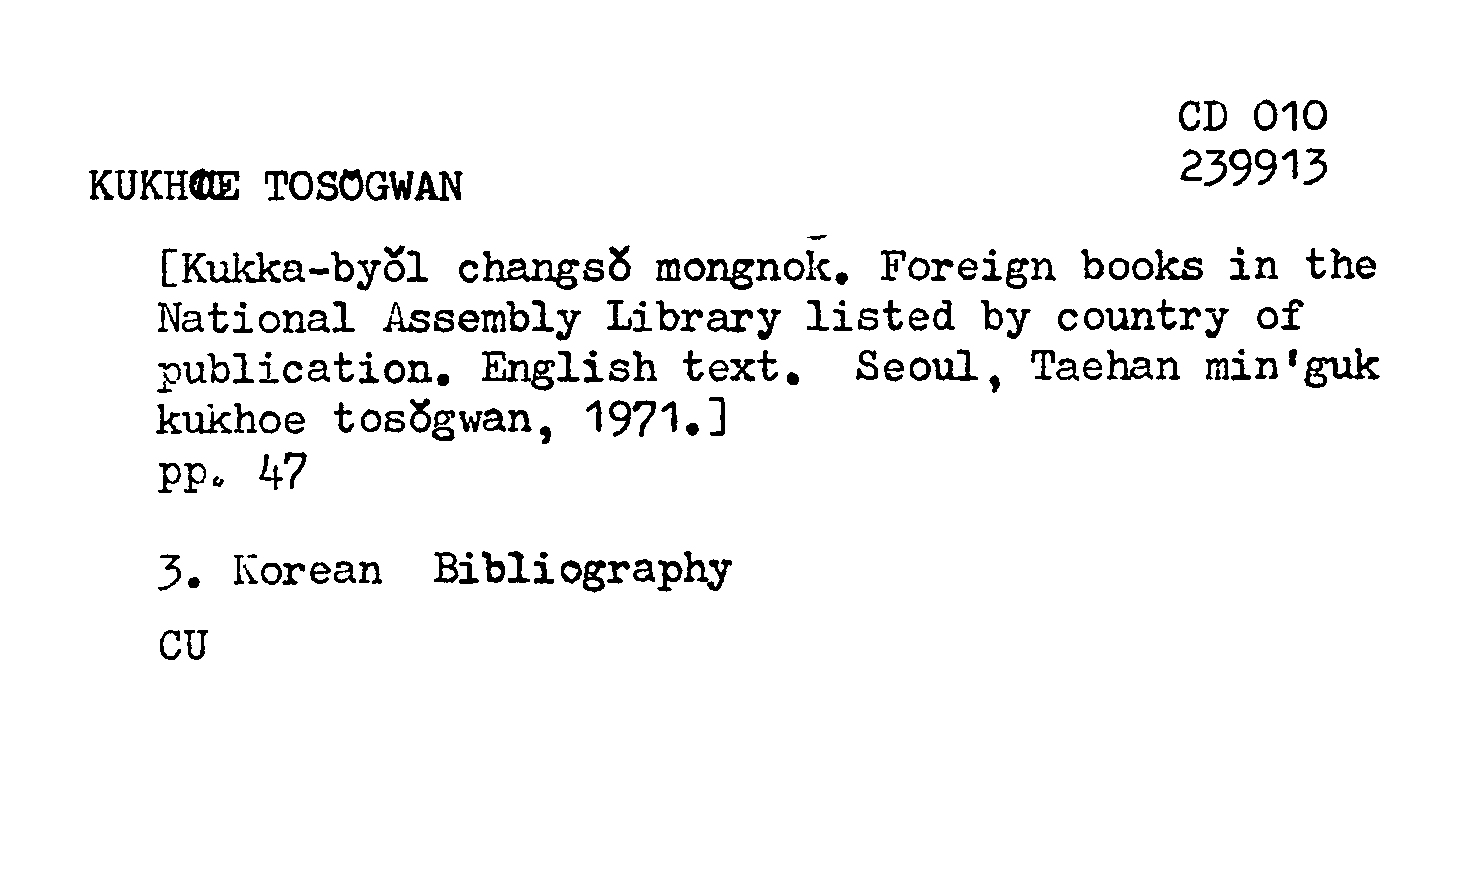 CD 010
239913
KUKHOE TOSŎGWAN
[Kukka-byŏl changsŏ mongnok. Foreign books in the
National Assembly Library listed by country of
publication. English text. Seoul, Taehan min'guk
kukhoe tosŏgwan, 1971.]
pp. 47
3. Korean Bibliography
CU